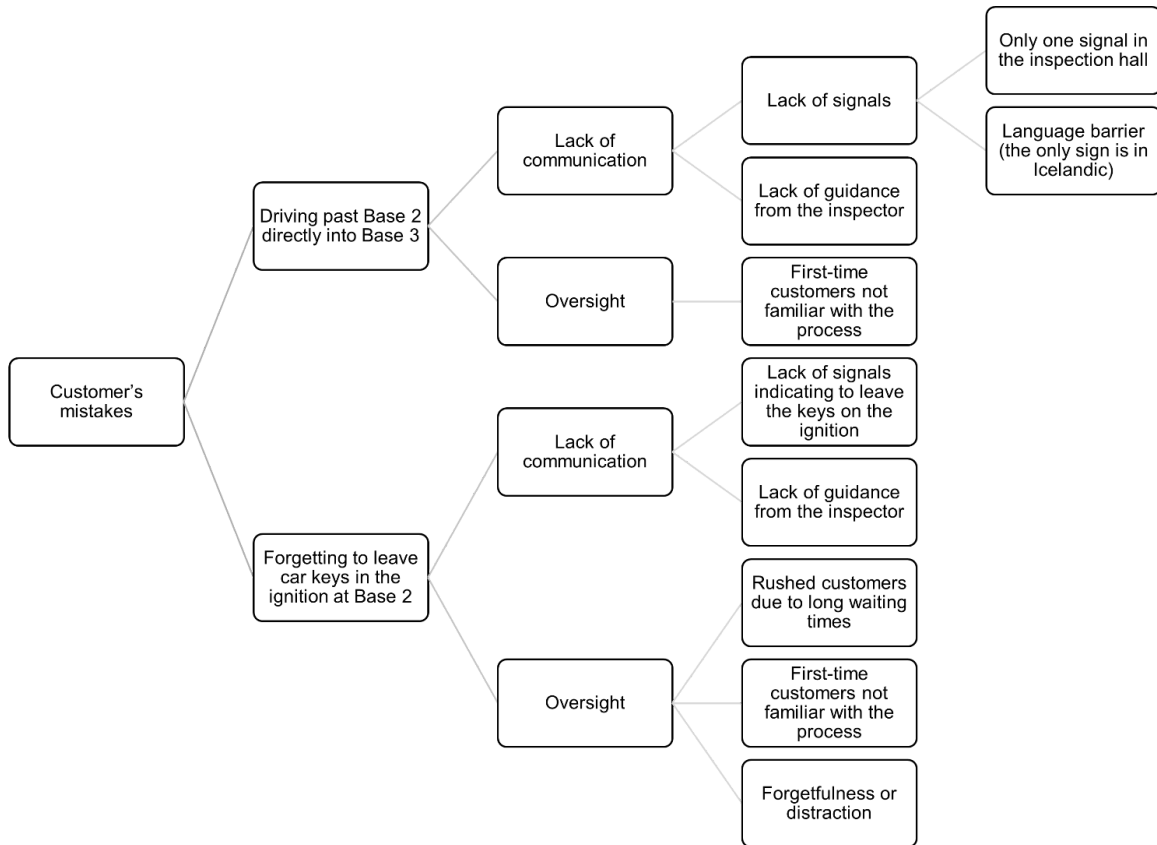 Customer's
mistakes
Driving past Base 2
directly into Base 3
Lack of
communication
Lack of signals
Only one signal in
the inspection hall
Language barrier
(the only sign is in
Icelandic)
Lack of guidance
from the inspector
Oversight
First-time
customers not
familiar with the
process
Forgetting to leave
car keys in the
ignition at Base 2
Lack of
communication
Lack of signals
indicating to leave
the keys on the
ignition
Lack of guidance
from the inspector
Oversight
Rushed customers
due to long waiting
times
First-time
customers not
familiar with the
process
Forgetfulness or
distraction